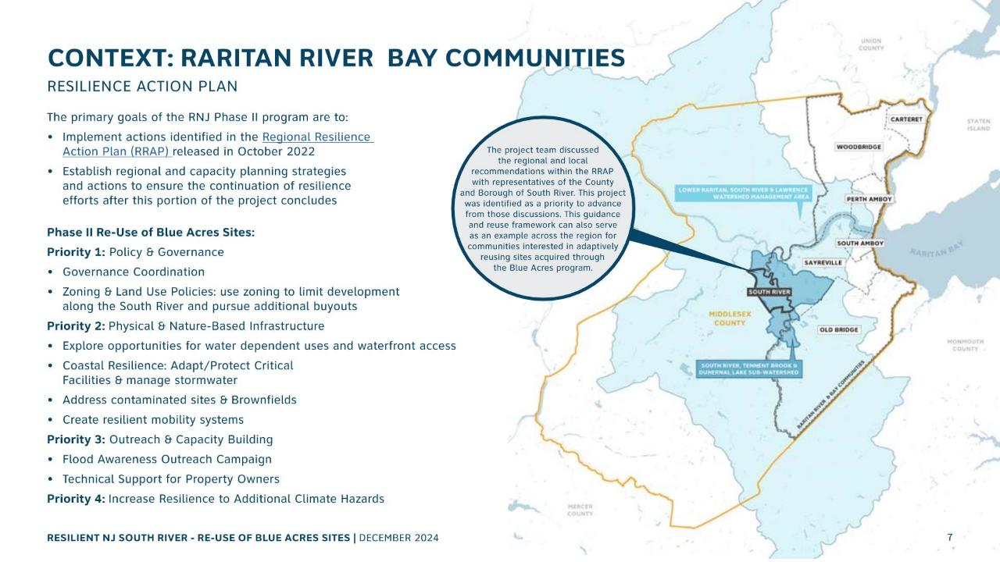 CONTEXT: RARITAN RIVER BAY COMMUNITIES
RESILIENCE ACTION PLAN
The primary goals of the RNJ Phase II program are to:
• Implement actions identified in the Regional Resilience
Action Plan (RRAP) released in October 2022
• Establish regional and capacity planning strategies
and actions to ensure the continuation of resilience
efforts after this portion of the project concludes
Phase II Re-Use of Blue Acres Sites:
Priority 1: Policy & Governance
• Governance Coordination
• Zoning & Land Use Policies: use zoning to limit development
along the South River and pursue additional buyouts
Priority 2: Physical & Nature-Based Infrastructure
• Explore opportunities for water dependent uses and waterfront access
• Coastal Resilience: Adapt/Protect Critical
Facilities & manage stormwater
• Address contaminated sites & Brownfields
• Create resilient mobility systems
Priority 3: Outreach & Capacity Building
• Flood Awareness Outreach Campaign
• Technical Support for Property Owners
Priority 4: Increase Resilience to Additional Climate Hazards
The project team discussed
the regional and local
recommendations within the RRAP
with representatives of the County
and Borough of South River. This project
was identified as a priority to advance
from those discussions. This guidance
and reuse framework can also serve
as an example across the region for
communities interested in adaptively
reusing sites acquired through
the Blue Acres program.
UNION
COUNTY
CARTERET
STATEN
ISLAND
WOODBRIDGE
LOWER RARITAN, SOUTH RIVER & LAWRENCE
WATERSHED MANAGEMENT AREA
PERTH AMBOY
SOUTH AMBOY
RARITAN BAY
SAYREVILLE
SOUTH RIVER
MIDDLESEX
COUNTY
OLD BRIDGE
MONMOUTH
COUNTY
SOUTH RIVER, TENNENT BROOK &
DUHERNAL LAKE SUB-WATERSHED
RARITAN RIVER & BAY COMMUNITIES
MERCER
COUNTY
RESILIENT NJ SOUTH RIVER - RE-USE OF BLUE ACRES SITES | DECEMBER 2024
7